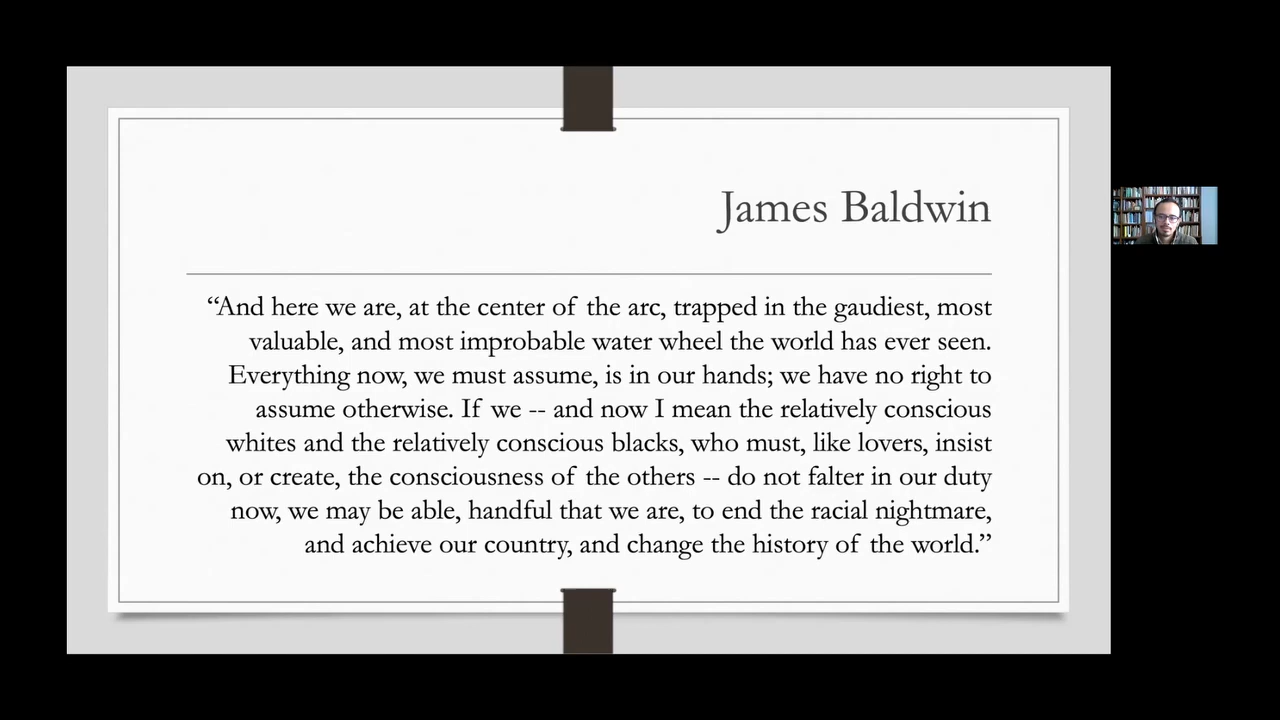 James Baldwin
“And here we are, at the center of the arc, trapped in the gaudiest, most
valuable, and most improbable water wheel the world has ever seen.
Everything now, we must assume, is in our hands; we have no right to
assume otherwise. If we -- and now I mean the relatively conscious
whites and the relatively conscious blacks, who must, like lovers, insist
on, or create, the consciousness of the others -- do not falter in our duty
now, we may be able, handful that we are, to end the racial nightmare,
and achieve our country, and change the history of the world.”